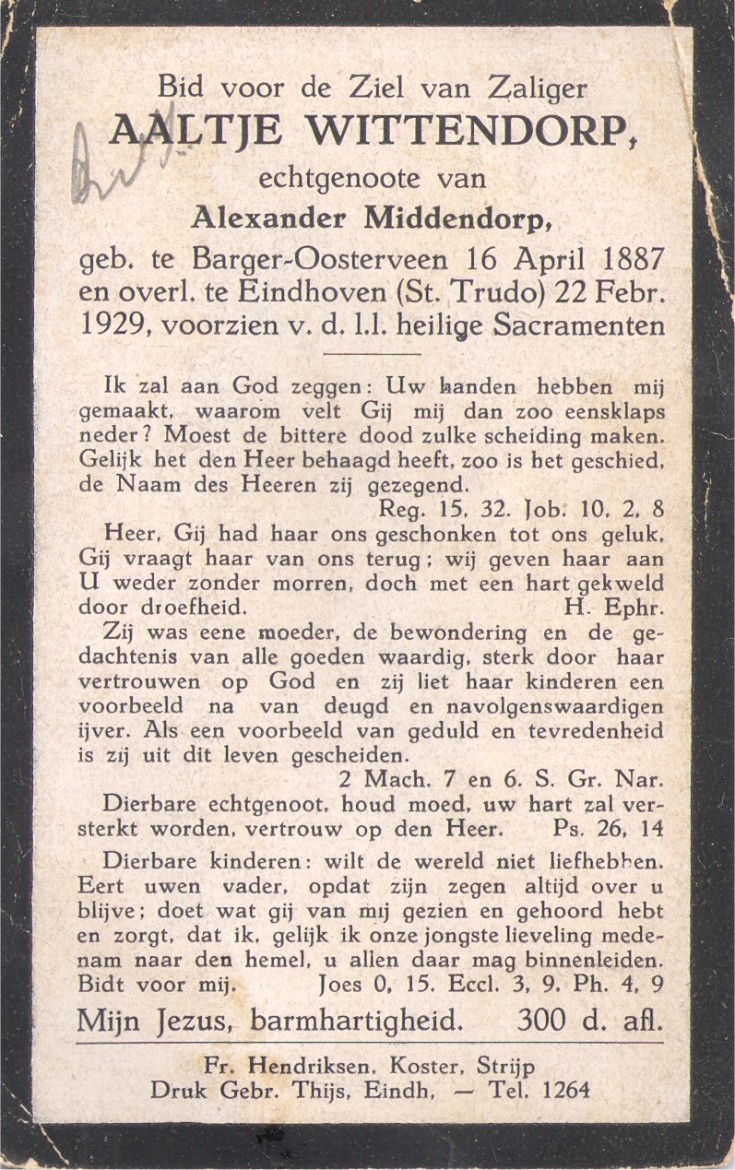 Bid voor de Ziel van Zaliger
AALTJE WITTENDORP,
echtgenoote van
Alexander Middendorp,
geb. te Barger-Oosterveen 16 April 1887
en overl. te Eindhoven (St. Trudo) 22 Febr.
1929, voorzien v. d. l.l. heilige Sacramenten
Ik zal aan God zeggen: Uw handen hebben mij
gemaakt, waarom velt Gij mij dan zoo eensklaps
neder? Moest de bittere dood zulke scheiding maken.
Gelijk het den Heer behaagd heeft, zoo is het geschied,
de Naam des Heeren zij gezegend.
Reg. 15, 32. Job. 10, 2, 8
Heer, Gij had haar ons geschonken tot ons geluk,
Gij vraagt haar van ons terug; wij geven haar aan
U weder zonder morren, doch met een hart gekweld
door droefheid. H. Ephr.
Zij was eene moeder, de bewondering en de ge-
dachtenis van alle goeden waardig, sterk door haar
vertrouwen op God en zij liet haar kinderen een
voorbeeld na van deugd en navolgenswaardigen
ijver. Als een voorbeeld van geduld en tevredenheid
is zij uit dit leven gescheiden.
2 Mach. 7 en 6. S. Gr. Nar.
Dierbare echtgenoot, houd moed, uw hart zal ver-
sterkt worden, vertrouw op den Heer. Ps. 26, 14
Dierbare kinderen: wilt de wereld niet liefhebben.
Eert uwen vader, opdat zijn zegen altijd over u
blijve; doet wat gij van mij gezien en gehoord hebt
en zorgt, dat ik, gelijk ik onze jongste lieveling mede-
nam naar den hemel, u allen daar mag binnenleiden.
Bidt voor mij. Joes 0, 15. Eccl. 3, 9. Ph. 4, 9
Mijn Jezus, barmhartigheid. 300 d. afl.
Fr. Hendriksen, Koster, Strijp
Druk Gebr. Thijs, Eindh, — Tel. 1264